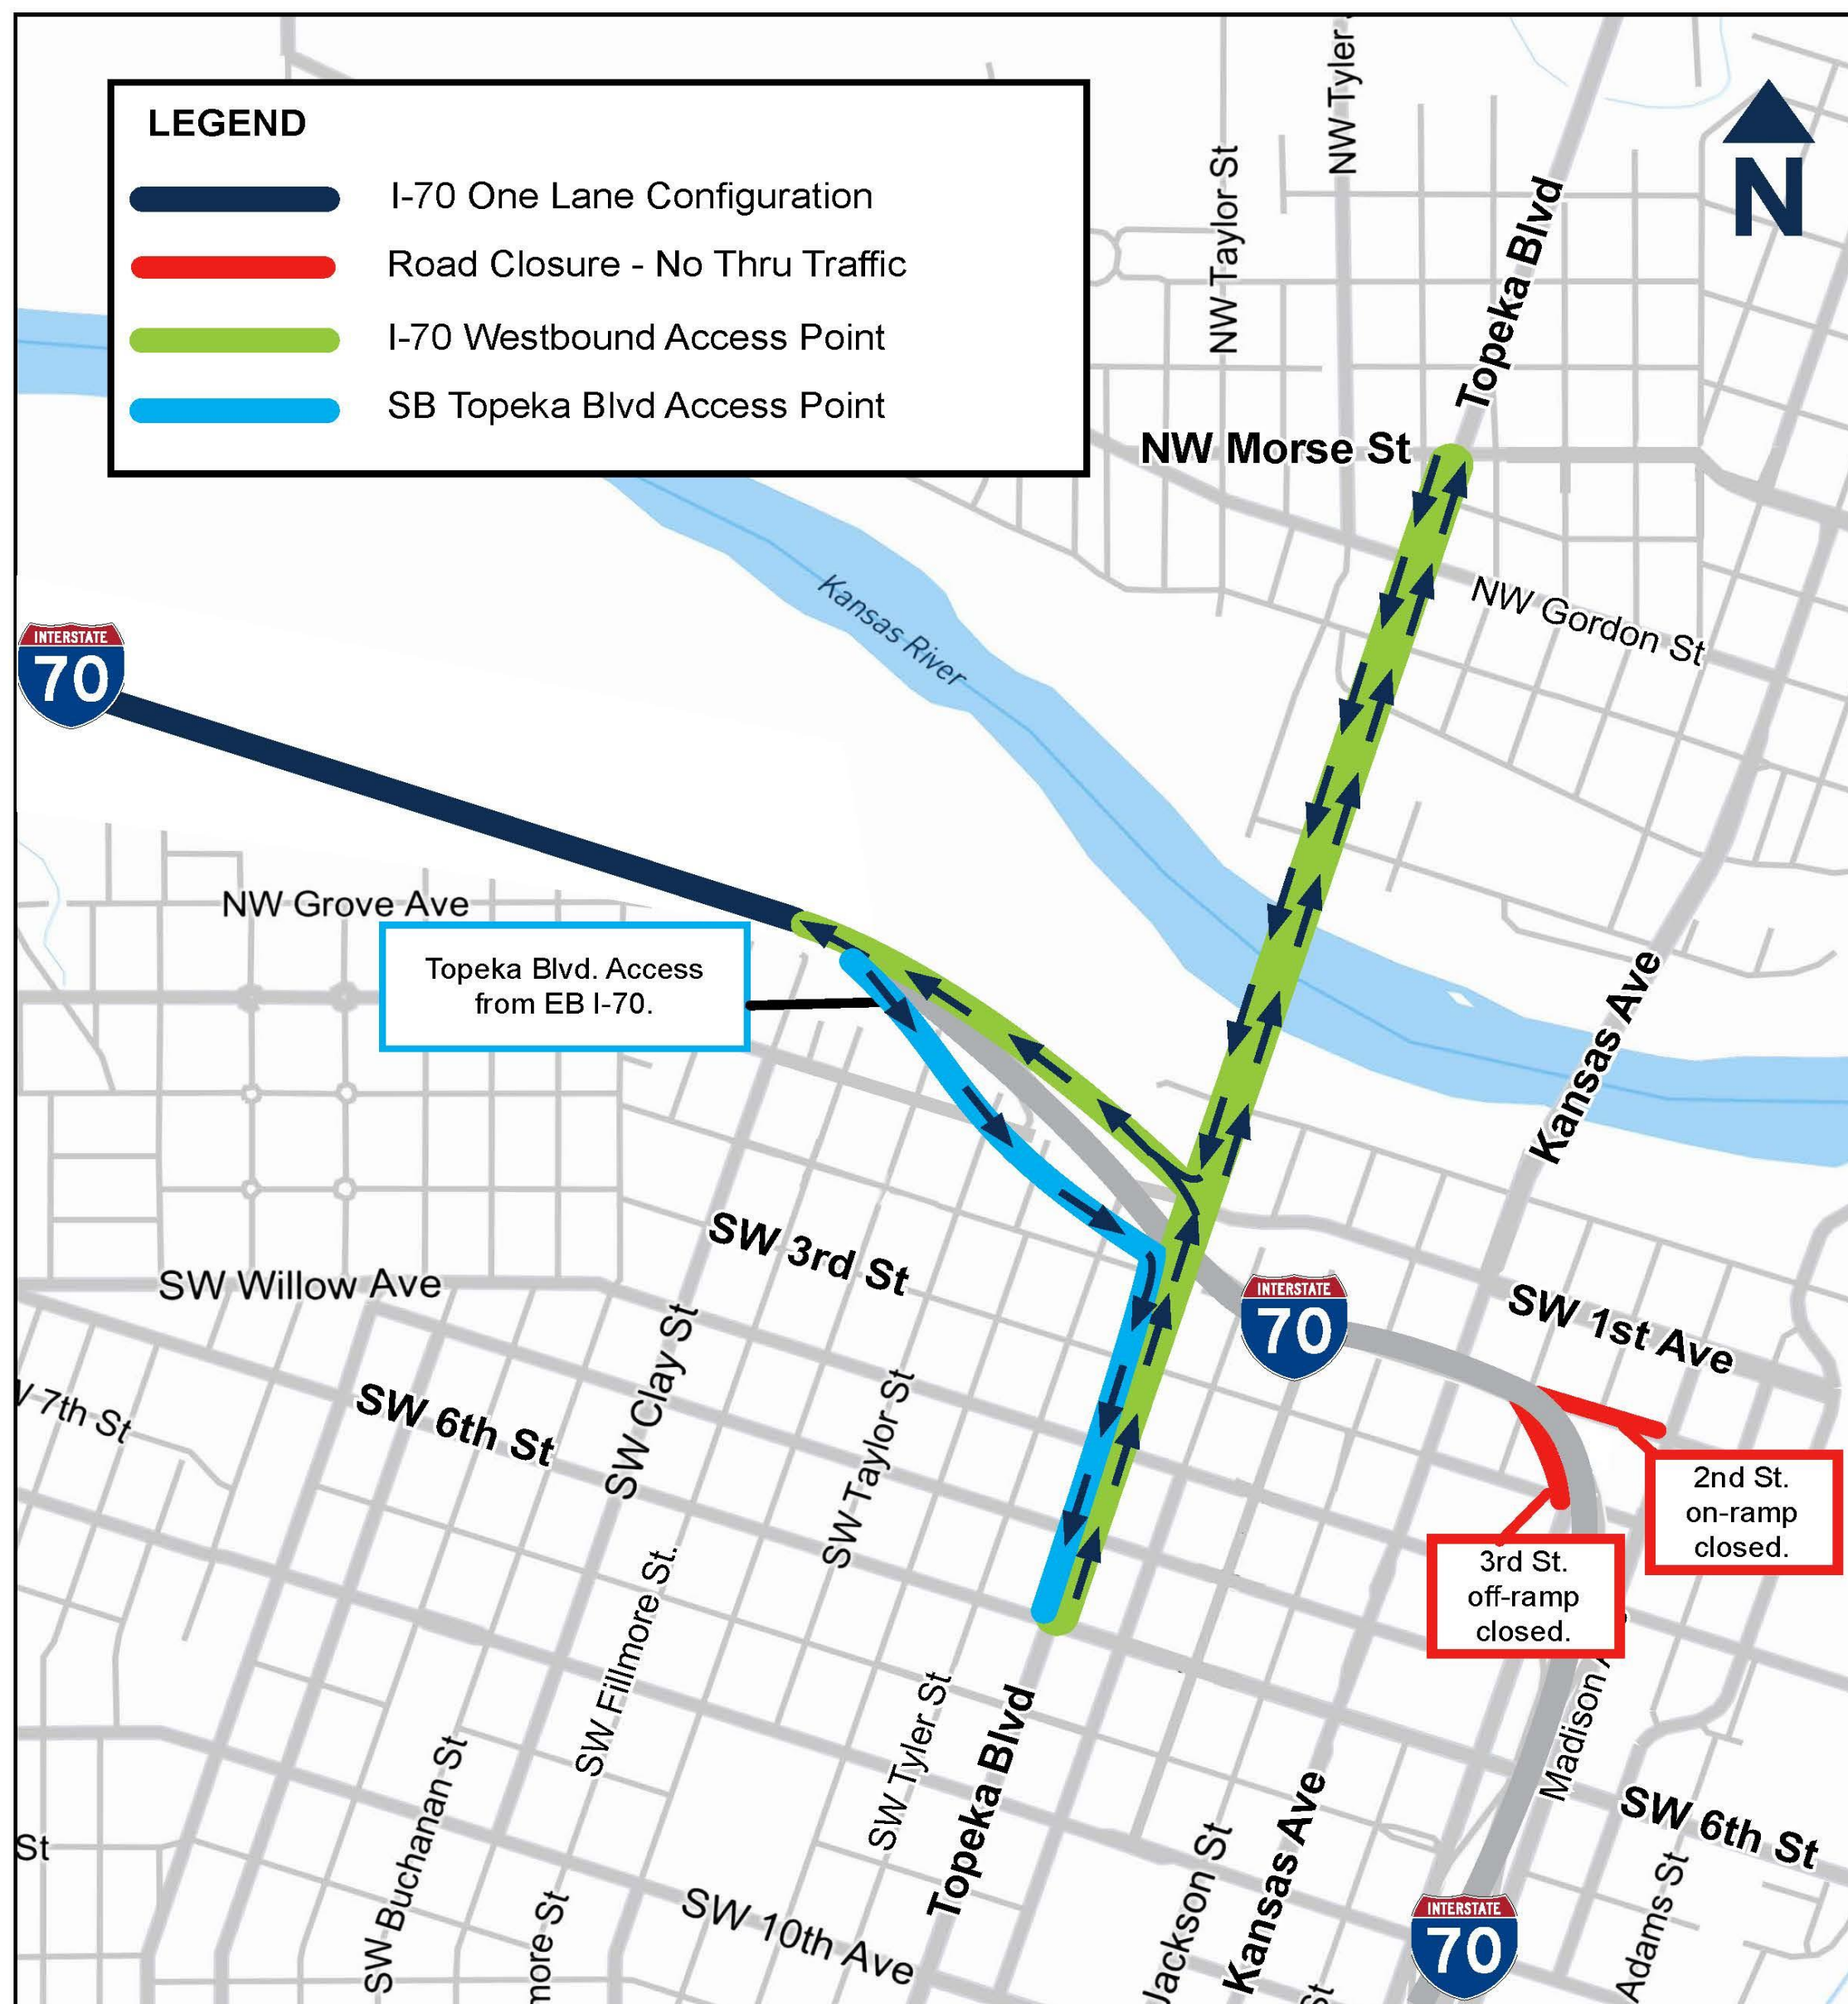 LEGEND
I-70 One Lane Configuration
Road Closure - No Thru Traffic
I-70 Westbound Access Point
SB Topeka Blvd Access Point
NW Tyler
NW Taylor St
N
Topeka Blvd
NW Morse St
NW Gordon St
Kansas River
INTERSTATE
70
NW Grove Ave
Topeka Blvd. Access
from EB I-70.
Kansas Ave
SW 3rd St
SW Willow Ave
INTERSTATE
70
SW 1st Ave
7th St
SW 6th St
SW Clay St
SW Taylor St
2nd St.
on-ramp
closed.
3rd St.
off-ramp
closed.
SW Fillmore St.
Madison
SW Tyler St
Topeka Blvd
SW Buchanan St
SW 6th St
St
Kansas Ave
Jackson St
Adams St
SW 10th Ave
more St
INTERSTATE
70
St